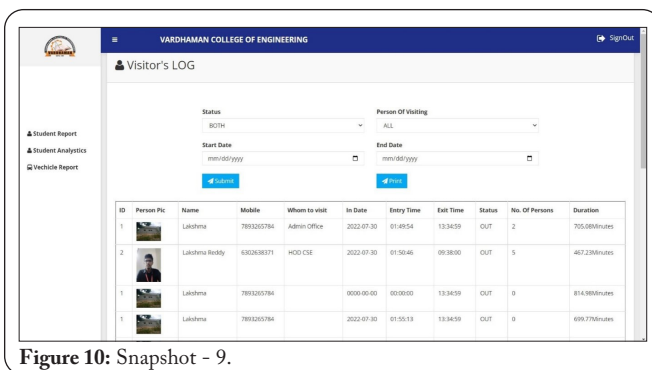 VARDHAMAN COLLEGE OF ENGINEERING
SignOut
Visitor's LOG
Student Report
Student Analystics
Vechicle Report
Status
Person Of Visiting
BOTH
ALL
Start Date
End Date
mm/dd/yyyy
mm/dd/yyyy
Submit
Print
ID Person Pic Name Mobile Whom to visit In Date Entry Time Exit Time Status No. Of Persons Duration
1 Lakshma 7893265784 Admin Office 2022-07-30 01:49:54 13:34:59 OUT 2 705.08Minutes
2 Lakshma Reddy 6302638371 HOD CSE 2022-07-30 01:50:46 09:38:00 OUT 5 467.23Minutes
1 Lakshma 7893265784 0000-00-00 00:00:00 13:34:59 OUT 0 814.98Minutes
1 Lakshma 7893265784 2022-07-30 01:55:13 13:34:59 OUT 0 699.77Minutes
Figure 10: Snapshot - 9.